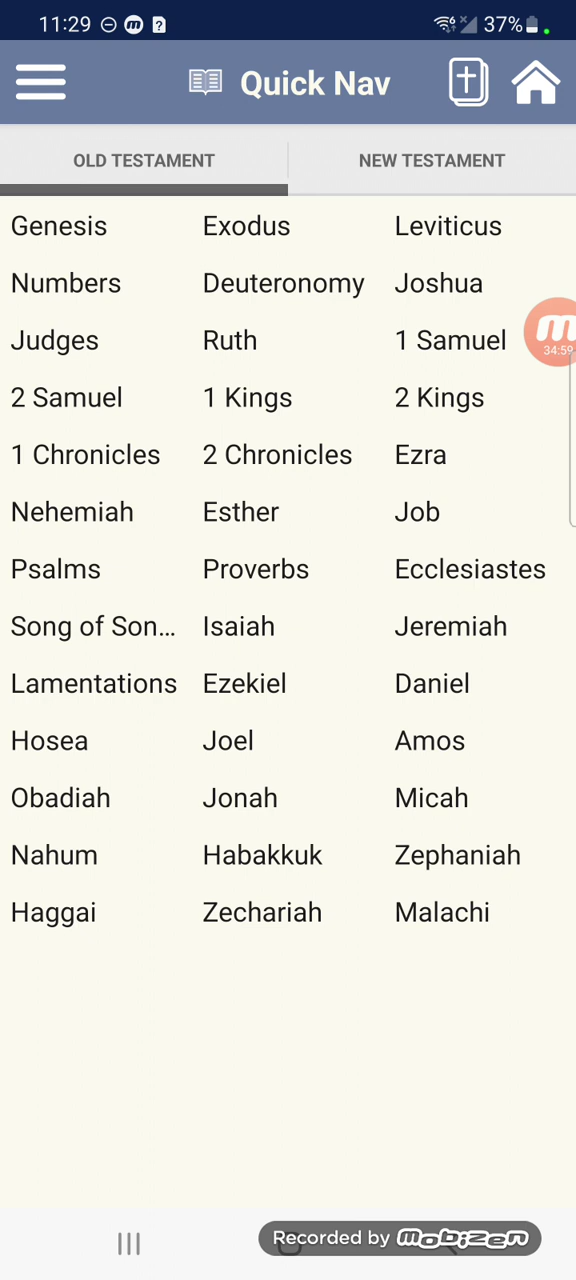 11:29 37%
Quick Nav
OLD TESTAMENT NEW TESTAMENT
Genesis Exodus Leviticus
Numbers Deuteronomy Joshua
Judges Ruth 1 Samuel
34:59
2 Samuel 1 Kings 2 Kings
1 Chronicles 2 Chronicles Ezra
Nehemiah Esther Job
Psalms Proverbs Ecclesiastes
Song of Son... Isaiah Jeremiah
Lamentations Ezekiel Daniel
Hosea Joel Amos
Obadiah Jonah Micah
Nahum Habakkuk Zephaniah
Haggai Zechariah Malachi
Recorded by mobizen